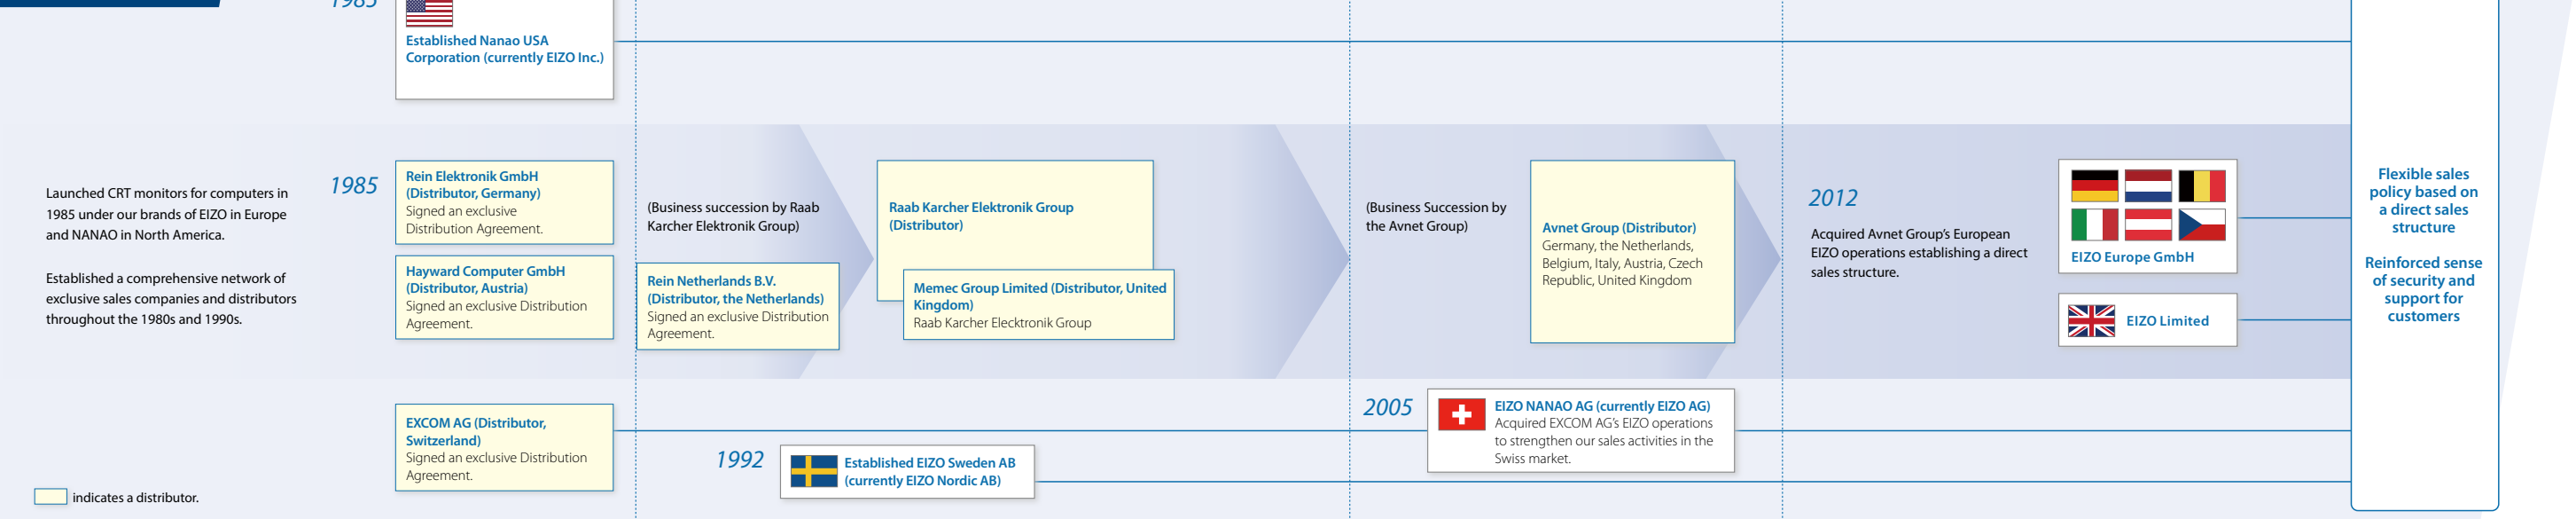 1985
Established Nanao USA
Corporation (currently EIZO Inc.)
Launched CRT monitors for computers in
1985 under our brands of EIZO in Europe
and NANAO in North America.
Established a comprehensive network of
exclusive sales companies and distributors
throughout the 1980s and 1990s.
1985
Rein Elektronik GmbH
(Distributor, Germany)
Signed an exclusive
Distribution Agreement.
Hayward Computer GmbH
(Distributor, Austria)
Signed an exclusive Distribution
Agreement.
(Business succession by Raab
Karcher Elektronik Group)
Rein Netherlands B.V.
(Distributor, the Netherlands)
Signed an exclusive Distribution
Agreement.
Raab Karcher Elektronik Group
(Distributor)
Memec Group Limited (Distributor, United
Kingdom)
Raab Karcher Elecktronik Group
(Business Succession by
the Avnet Group)
Avnet Group (Distributor)
Germany, the Netherlands,
Belgium, Italy, Austria, Czech
Republic, United Kingdom
2012
Acquired Avnet Group's European
EIZO operations establishing a direct
sales structure.
EIZO Europe GmbH
EIZO Limited
Flexible sales
policy based on
a direct sales
structure
Reinforced sense
of security and
support for
customers
EXCOM AG (Distributor,
Switzerland)
Signed an exclusive Distribution
Agreement.
1992
Established EIZO Sweden AB
(currently EIZO Nordic AB)
2005
EIZO NANAO AG (currently EIZO AG)
Acquired EXCOM AG's EIZO operations
to strengthen our sales activities in the
Swiss market.
indicates a distributor.